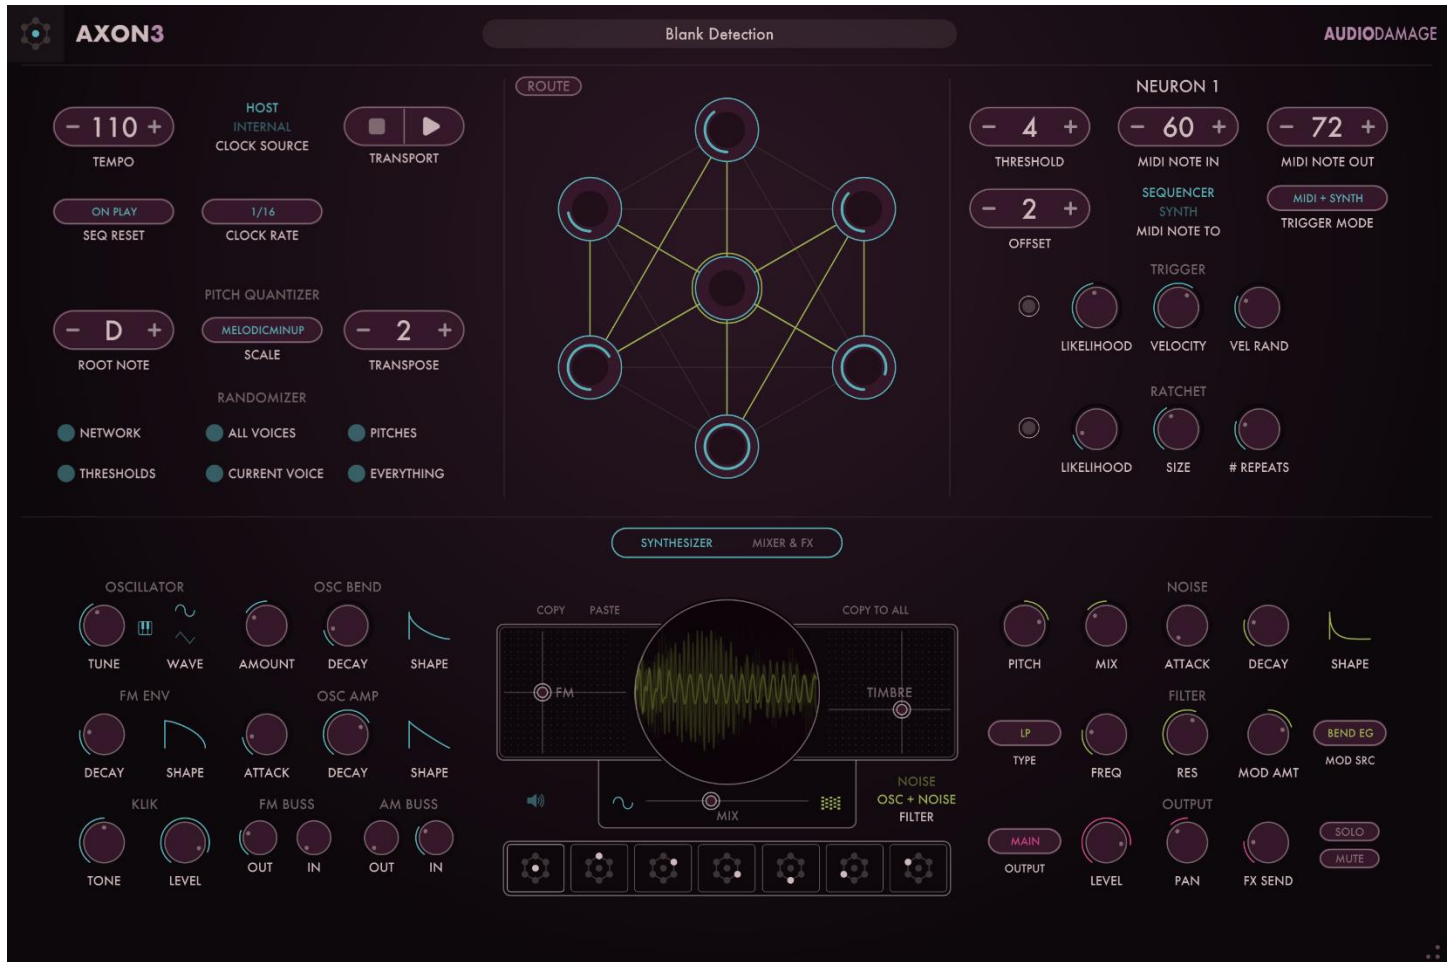 AXON3
Blank Detection
AUDIODAMAGE
- 110 +
TEMPO
HOST
INTERNAL
CLOCK SOURCE
TRANSPORT
ON PLAY
SEQ RESET
1/16
CLOCK RATE
PITCH QUANTIZER
- D +
ROOT NOTE
MELODICMINUP
SCALE
- 2 +
TRANSPOSE
RANDOMIZER
NETWORK
ALL VOICES
PITCHES
THRESHOLDS
CURRENT VOICE
EVERYTHING
ROUTE
NEURON 1
- 4 +
THRESHOLD
- 60 +
MIDI NOTE IN
- 72 +
MIDI NOTE OUT
- 2 +
OFFSET
SEQUENCER
SYNTH
MIDI NOTE TO
MIDI + SYNTH
TRIGGER MODE
TRIGGER
LIKELIHOOD
VELOCITY
VEL RAND
RATCHET
LIKELIHOOD
SIZE
# REPEATS
SYNTHESIZER
MIXER & FX
OSCILLATOR
OSC BEND
TUNE
WAVE
AMOUNT
DECAY
SHAPE
FM ENV
OSC AMP
DECAY
SHAPE
ATTACK
DECAY
SHAPE
KLIK
FM BUSS
AM BUSS
TONE
LEVEL
OUT
IN
OUT
IN
COPY
PASTE
COPY TO ALL
FM
TIMBRE
MIX
NOISE
OSC + NOISE
FILTER
NOISE
PITCH
MIX
ATTACK
DECAY
SHAPE
FILTER
LP
TYPE
FREQ
RES
MOD AMT
BEND EG
MOD SRC
OUTPUT
MAIN
OUTPUT
LEVEL
PAN
FX SEND
SOLO
MUTE